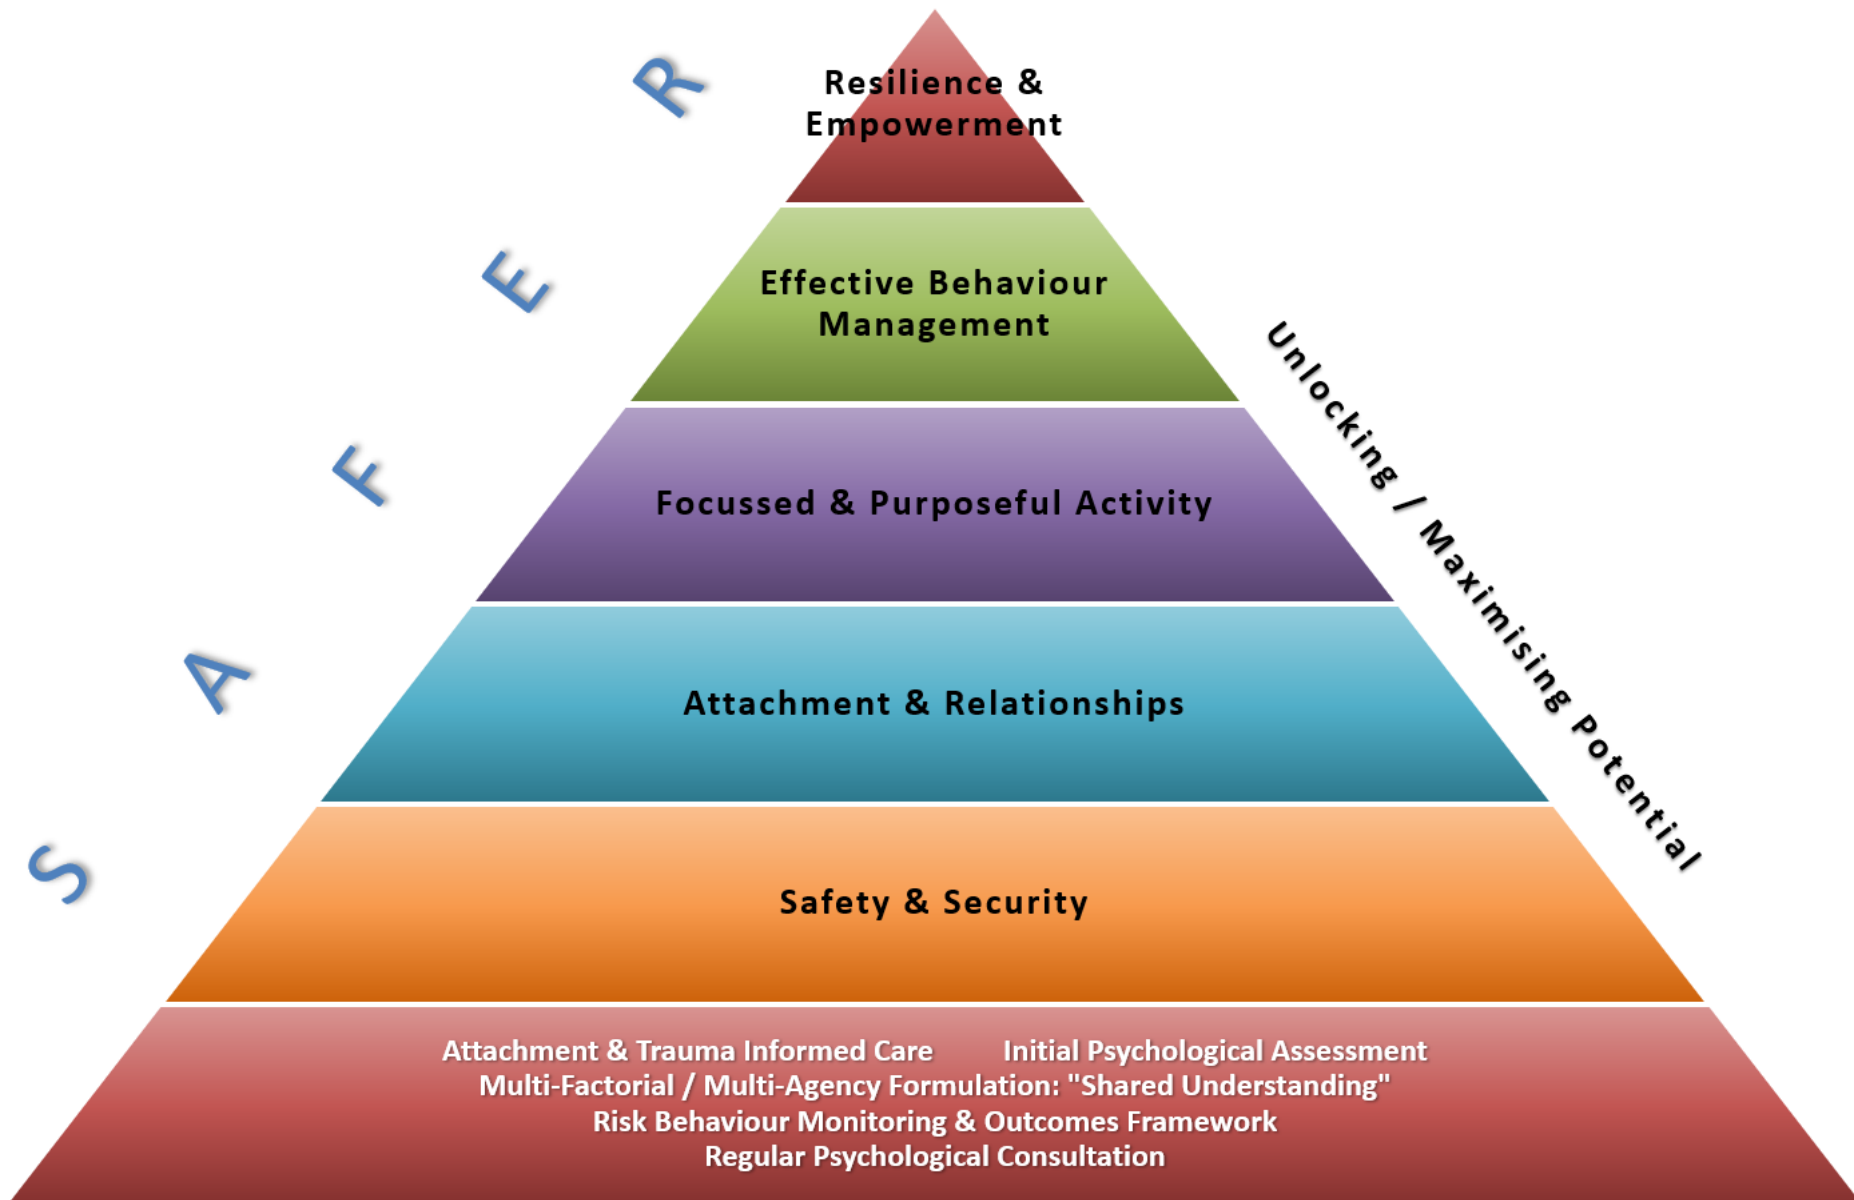 R
Resilience &
Empowerment
E
Effective Behaviour
Management
Unlocking / Maximising Potential
F
Focussed & Purposeful Activity
A
Attachment & Relationships
S
Safety & Security
Attachment & Trauma Informed Care Initial Psychological Assessment
Multi-Factorial / Multi-Agency Formulation: "Shared Understanding"
Risk Behaviour Monitoring & Outcomes Framework
Regular Psychological Consultation